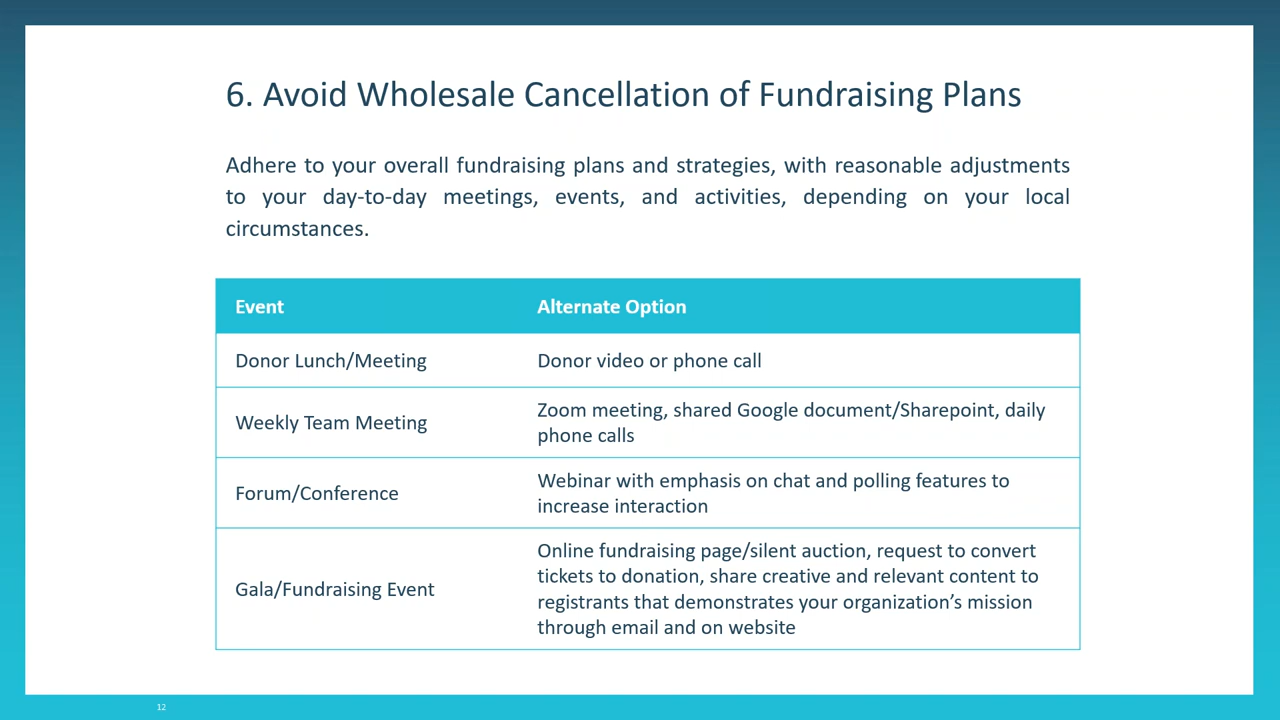 6. Avoid Wholesale Cancellation of Fundraising Plans
Adhere to your overall fundraising plans and strategies, with reasonable adjustments
to your day-to-day meetings, events, and activities, depending on your local
circumstances.
Event
Alternate Option
Donor Lunch/Meeting
Donor video or phone call
Weekly Team Meeting
Zoom meeting, shared Google document/Sharepoint, daily
phone calls
Forum/Conference
Webinar with emphasis on chat and polling features to
increase interaction
Gala/Fundraising Event
Online fundraising page/silent auction, request to convert
tickets to donation, share creative and relevant content to
registrants that demonstrates your organization’s mission
through email and on website
12